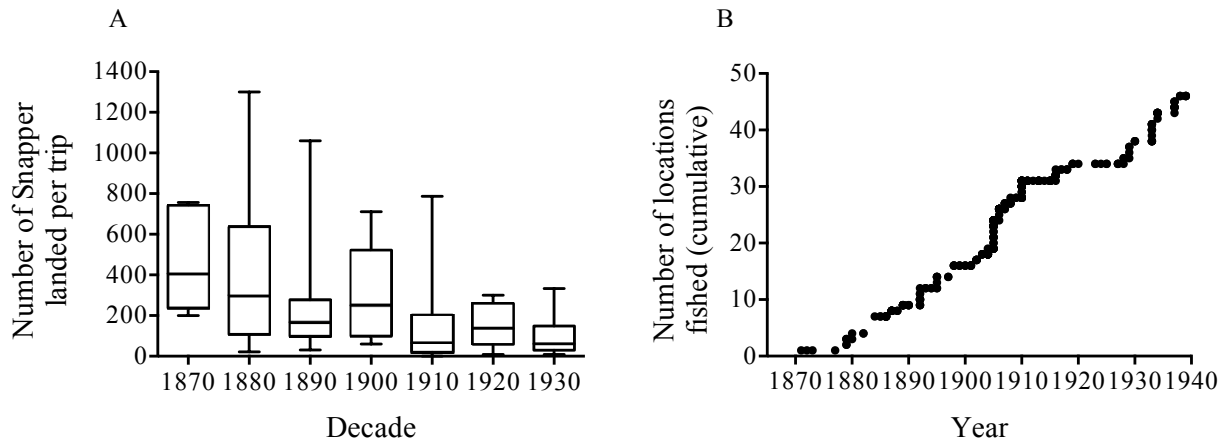 A
Number of Snapper
landed per trip
1400
1200
1000
800
600
400
200
0
1870 1880 1890 1900 1910 1920 1930
Decade
B
Number of locations
fished (cumulative)
50
40
30
20
10
0
1870 1880 1890 1900 1910 1920 1930 1940
Year